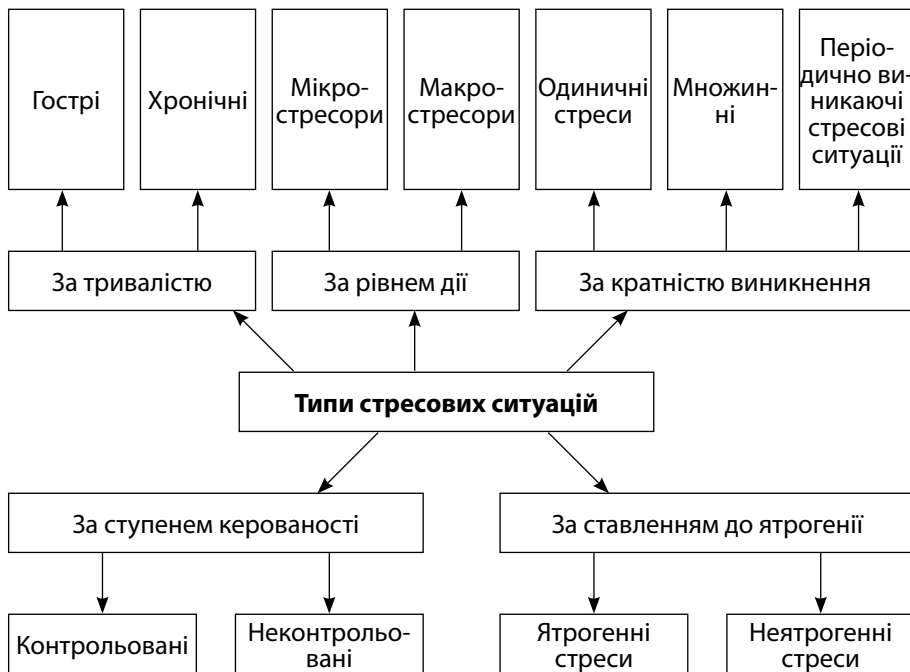 Гострі
Хронічні
Мікро-
стресори
Макро-
стресори
Одиничні
стреси
Множин-
ні
Періо-
дично ви-
никаючі
стресові
ситуації
За тривалістю
За рівнем дії
За кратністю виникнення
Типи стресових ситуацій
За ступенем керованості
За ставленням до ятрогенії
Контрольовані
Неконтрольо-
вані
Ятрогенні
стреси
Неятрогенні
стреси